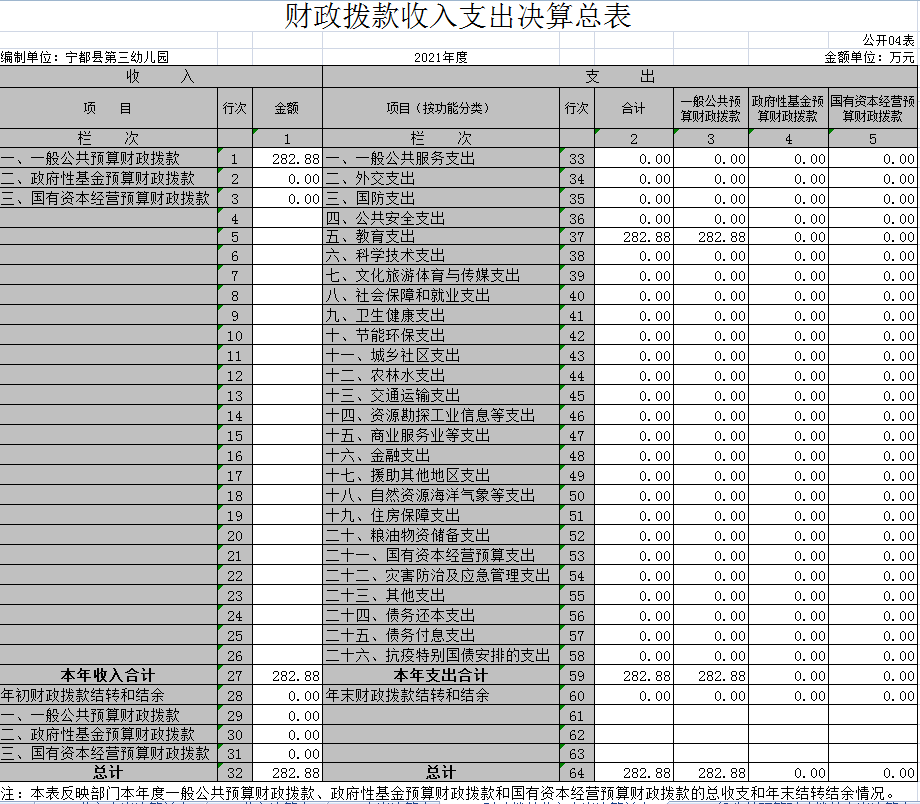 财政拨款收入支出决算总表
公开04表
编制单位：宁都县第三幼儿园 2021年度 金额单位：万元
收 入 支 出
项 目 行次 金额 项目（按功能分类） 行次 合计 一般公共预算财政拨款 政府性基金预算财政拨款 国有资本经营预算财政拨款
栏 次 1 栏 次 2 3 4 5
一、一般公共预算财政拨款 1 282.88 一、一般公共服务支出 33 0.00 0.00 0.00 0.00
二、政府性基金预算财政拨款 2 0.00 二、外交支出 34 0.00 0.00 0.00 0.00
三、国有资本经营预算财政拨款 3 0.00 三、国防支出 35 0.00 0.00 0.00 0.00
4 四、公共安全支出 36 0.00 0.00 0.00 0.00
5 五、教育支出 37 282.88 282.88 0.00 0.00
6 六、科学技术支出 38 0.00 0.00 0.00 0.00
7 七、文化旅游体育与传媒支出 39 0.00 0.00 0.00 0.00
8 八、社会保障和就业支出 40 0.00 0.00 0.00 0.00
9 九、卫生健康支出 41 0.00 0.00 0.00 0.00
10 十、节能环保支出 42 0.00 0.00 0.00 0.00
11 十一、城乡社区支出 43 0.00 0.00 0.00 0.00
12 十二、农林水支出 44 0.00 0.00 0.00 0.00
13 十三、交通运输支出 45 0.00 0.00 0.00 0.00
14 十四、资源勘探工业信息等支出 46 0.00 0.00 0.00 0.00
15 十五、商业服务业等支出 47 0.00 0.00 0.00 0.00
16 十六、金融支出 48 0.00 0.00 0.00 0.00
17 十七、援助其他地区支出 49 0.00 0.00 0.00 0.00
18 十八、自然资源海洋气象等支出 50 0.00 0.00 0.00 0.00
19 十九、住房保障支出 51 0.00 0.00 0.00 0.00
20 二十、粮油物资储备支出 52 0.00 0.00 0.00 0.00
21 二十一、国有资本经营预算支出 53 0.00 0.00 0.00 0.00
22 二十二、灾害防治及应急管理支出 54 0.00 0.00 0.00 0.00
23 二十三、其他支出 55 0.00 0.00 0.00 0.00
24 二十四、债务还本支出 56 0.00 0.00 0.00 0.00
25 二十五、债务付息支出 57 0.00 0.00 0.00 0.00
26 二十六、抗疫特别国债安排的支出 58 0.00 0.00 0.00 0.00
本年收入合计 27 282.88 本年支出合计 59 282.88 282.88 0.00 0.00
年初财政拨款结转和结余 28 0.00 年末财政拨款结转和结余 60 0.00 0.00 0.00 0.00
一、一般公共预算财政拨款 29 0.00 61
二、政府性基金预算财政拨款 30 0.00 62
三、国有资本经营预算财政拨款 31 0.00 63
总计 32 282.88 总计 64 282.88 282.88 0.00 0.00
注：本表反映部门本年度一般公共预算财政拨款、政府性基金预算财政拨款和国有资本经营预算财政拨款的总收支和年末结转结余情况。